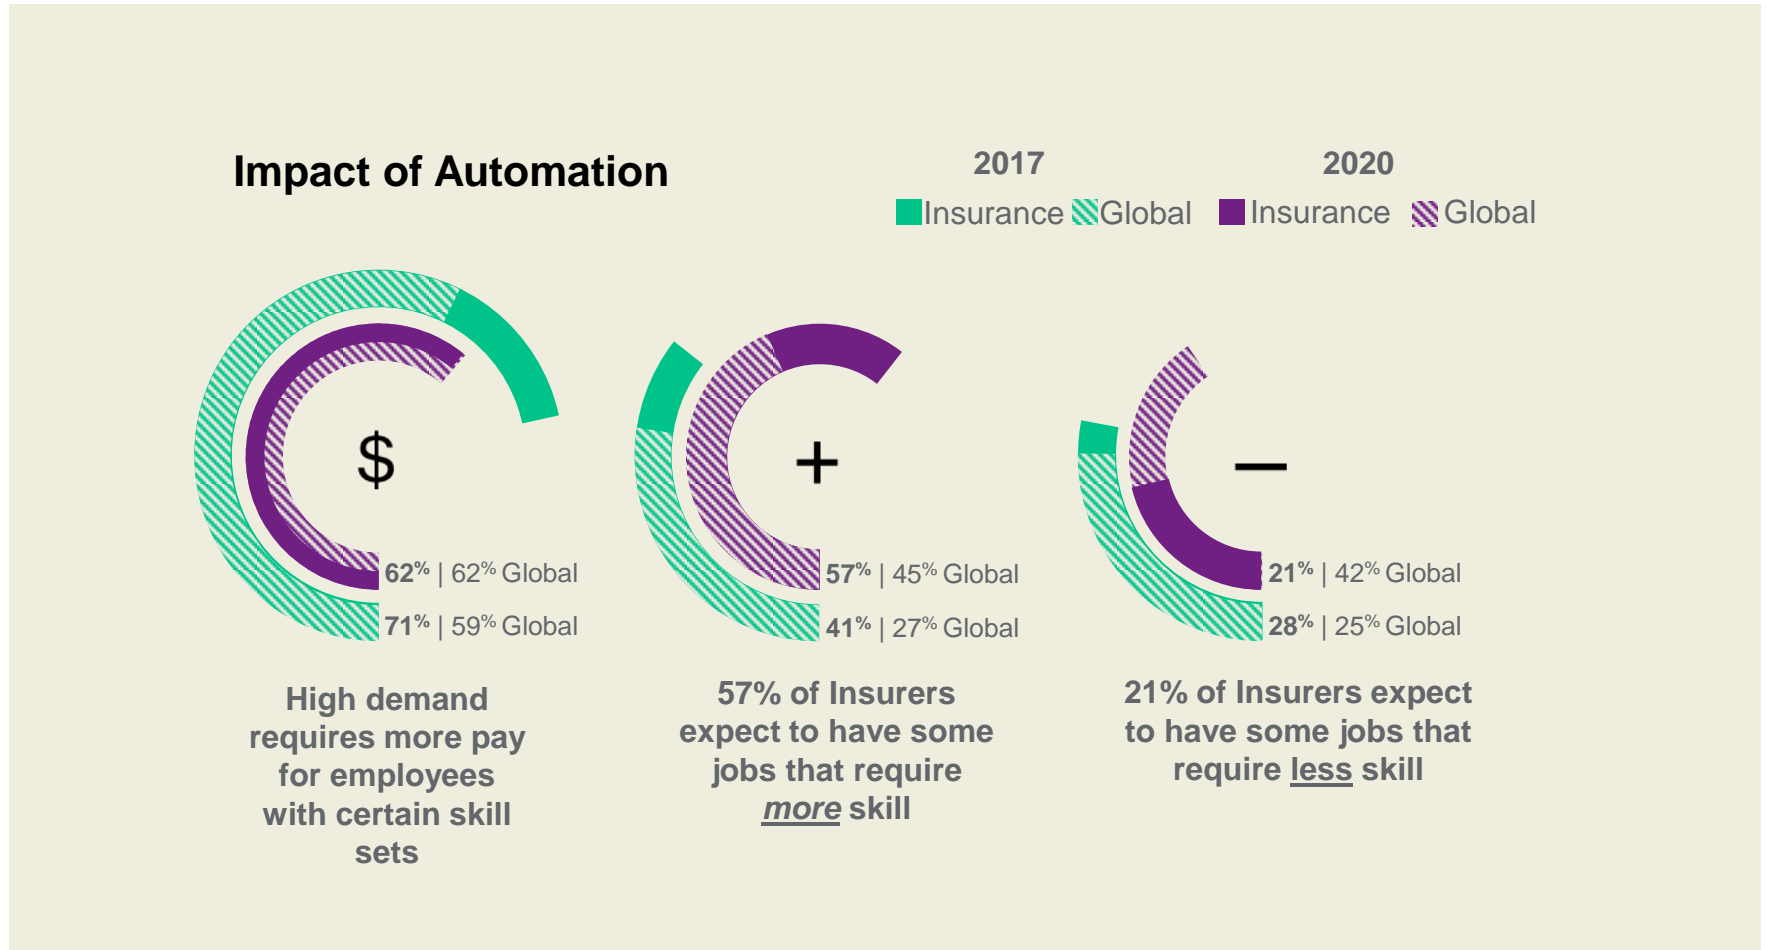 Impact of Automation
2017
2020
Insurance Global Insurance Global
$
62% | 62% Global
71% | 59% Global
High demand
requires more pay
for employees
with certain skill
sets
+
57% | 45% Global
41% | 27% Global
57% of Insurers
expect to have some
jobs that require
more skill
–
21% | 42% Global
28% | 25% Global
21% of Insurers expect
to have some jobs that
require less skill